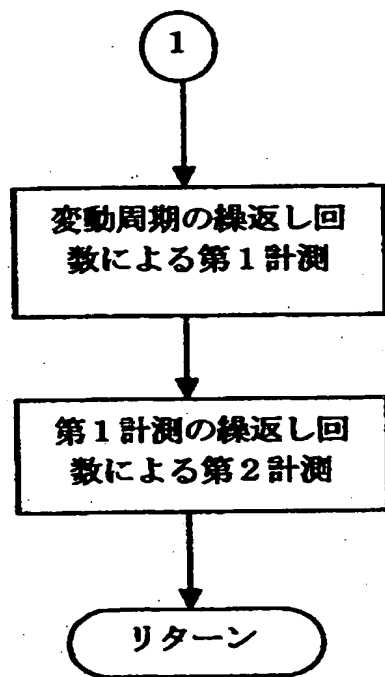 1
変動周期の繰返し回
数による第1計測
第1計測の繰返し回
数による第2計測
リターン